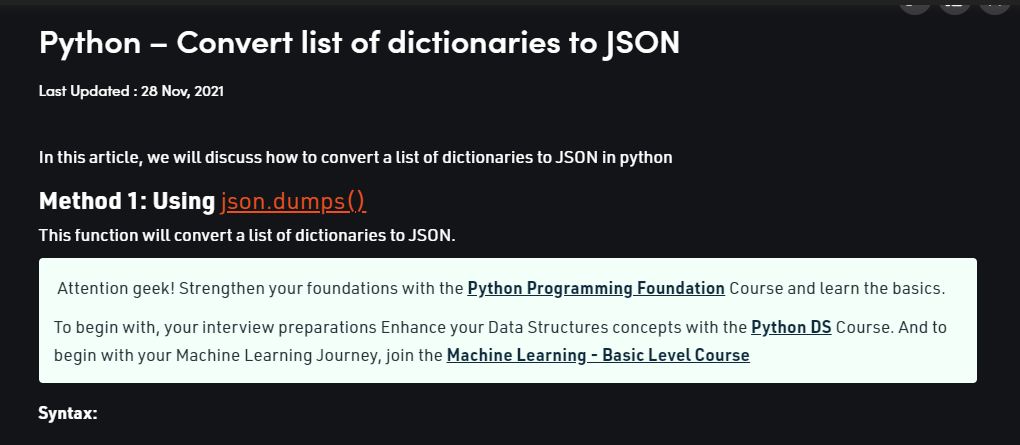 Python – Convert list of dictionaries to JSON
Last Updated : 28 Nov, 2021
In this article, we will discuss how to convert a list of dictionaries to JSON in python
Method 1: Using json.dumps()
This function will convert a list of dictionaries to JSON.
Attention geek! Strengthen your foundations with the Python Programming Foundation Course and learn the basics.
To begin with, your interview preparations Enhance your Data Structures concepts with the Python DS Course. And to
begin with your Machine Learning Journey, join the Machine Learning - Basic Level Course
Syntax: